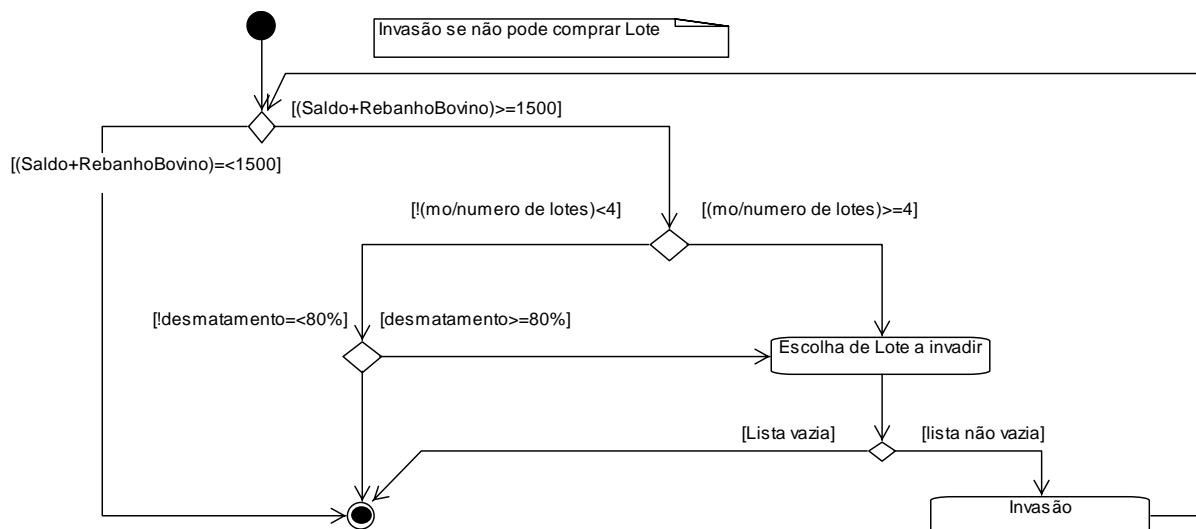 Invasão se não pode comprar Lote
[(Saldo+RebanhoBovino)>=1500]
[(Saldo+RebanhoBovino)=<1500]
[!(mo/numero de lotes)<4]
[(mo/numero de lotes)>=4]
[!desmatamento=<80%]
[desmatamento>=80%]
Escolha de Lote a invadir
[Lista vazia]
[lista não vazia]
Invasão